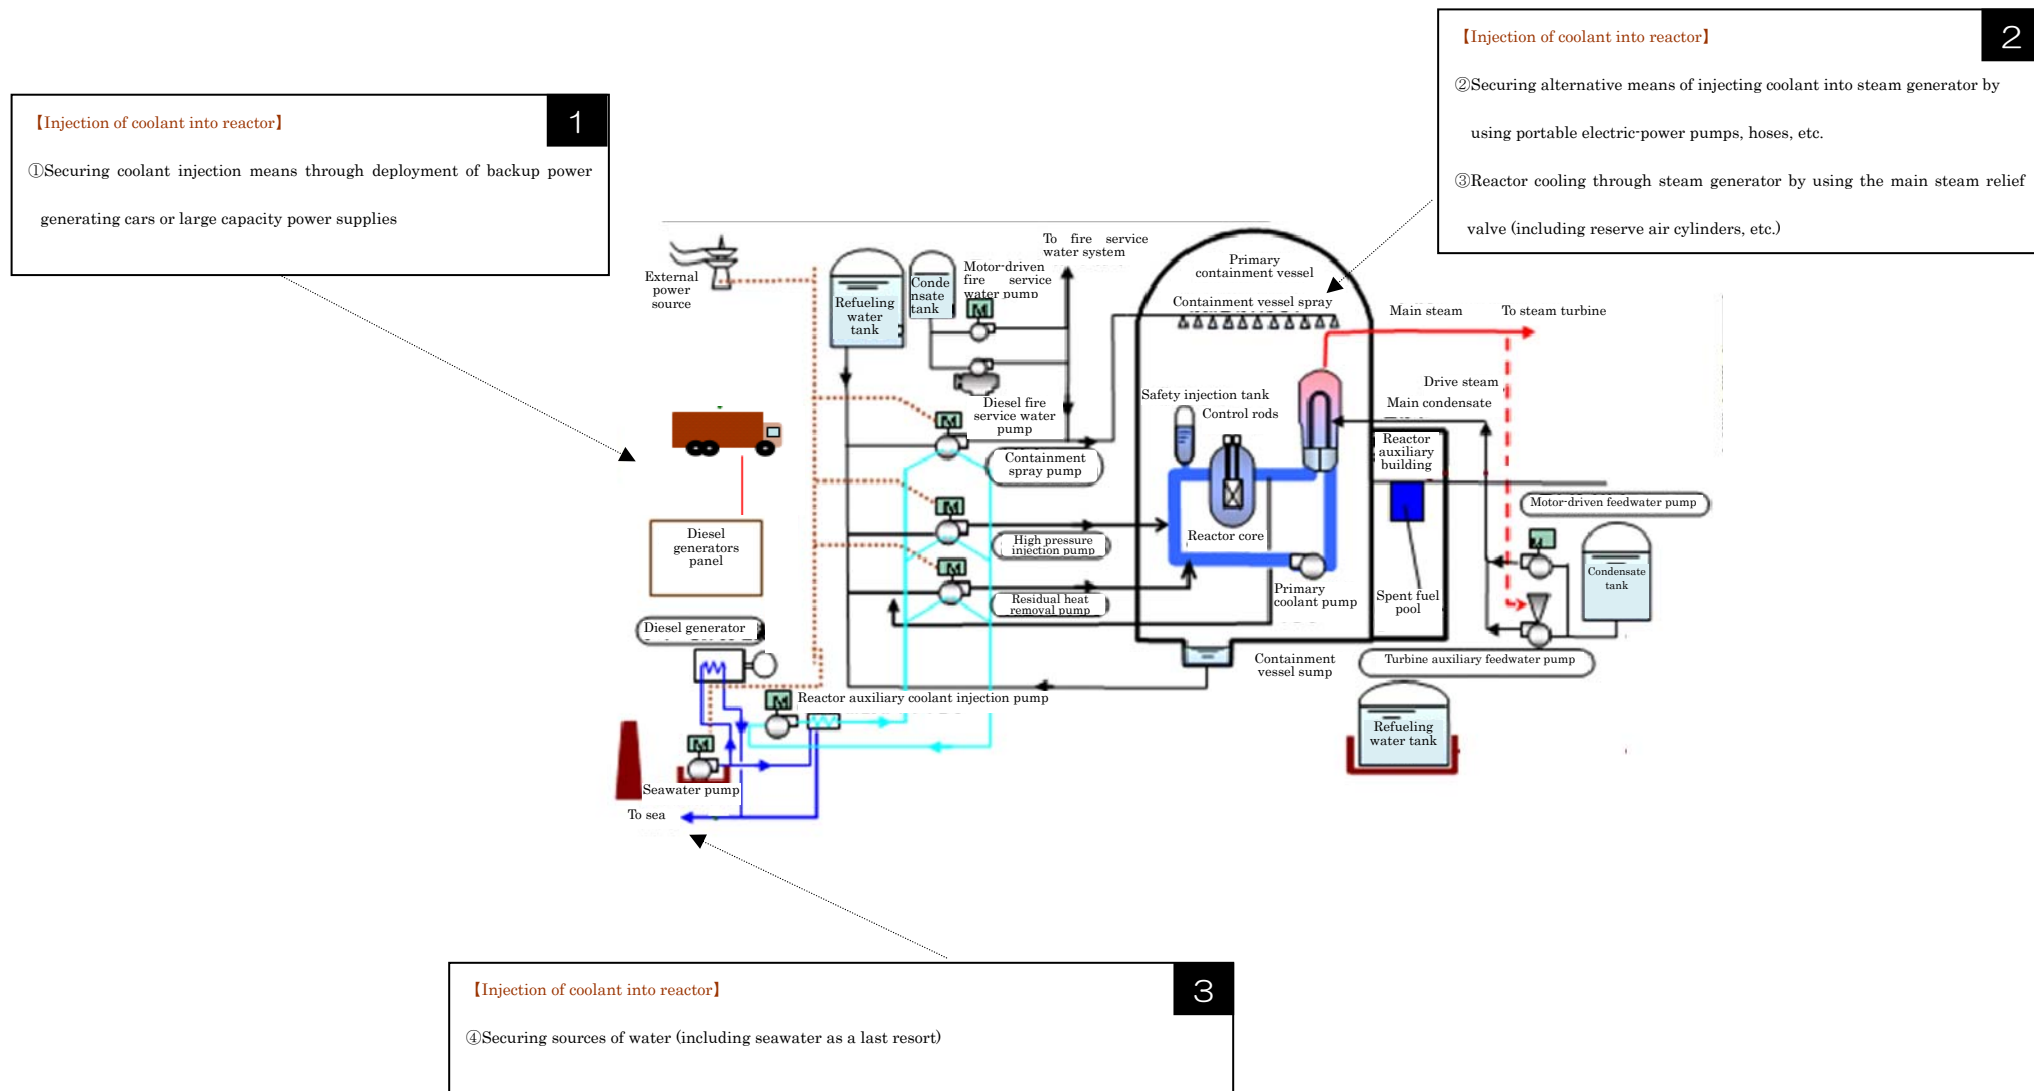 【Injection of coolant into reactor】
1
①Securing coolant injection means through deployment of backup power
generating cars or large capacity power supplies
【Injection of coolant into reactor】
2
②Securing alternative means of injecting coolant into steam generator by
using portable electric-power pumps, hoses, etc.
③Reactor cooling through steam generator by using the main steam relief
valve (including reserve air cylinders, etc.)
External
power
source
Refueling
water
tank
Conde
nsate
tank
Motor-driven
fire service
water pump
To fire service
water system
Primary
containment vessel
Containment vessel spray
Main steam
To steam turbine
M
Diesel fire
service water
pump
Safety injection tank
Control rods
Drive steam
Main condensate
M
Containment
spray pump
Reactor
auxiliary
building
Motor-driven feedwater pump
Diesel
generators
panel
M
High pressure
injection pump
Reactor core
M
Condensate
tank
M
Residual heat
removal pump
Primary
coolant pump
Spent fuel
pool
Diesel generator
Containment
vessel sump
Turbine auxiliary feedwater pump
M
Reactor auxiliary coolant injection pump
Refueling
water tank
M
Seawater pump
To sea
【Injection of coolant into reactor】
3
④Securing sources of water (including seawater as a last resort)